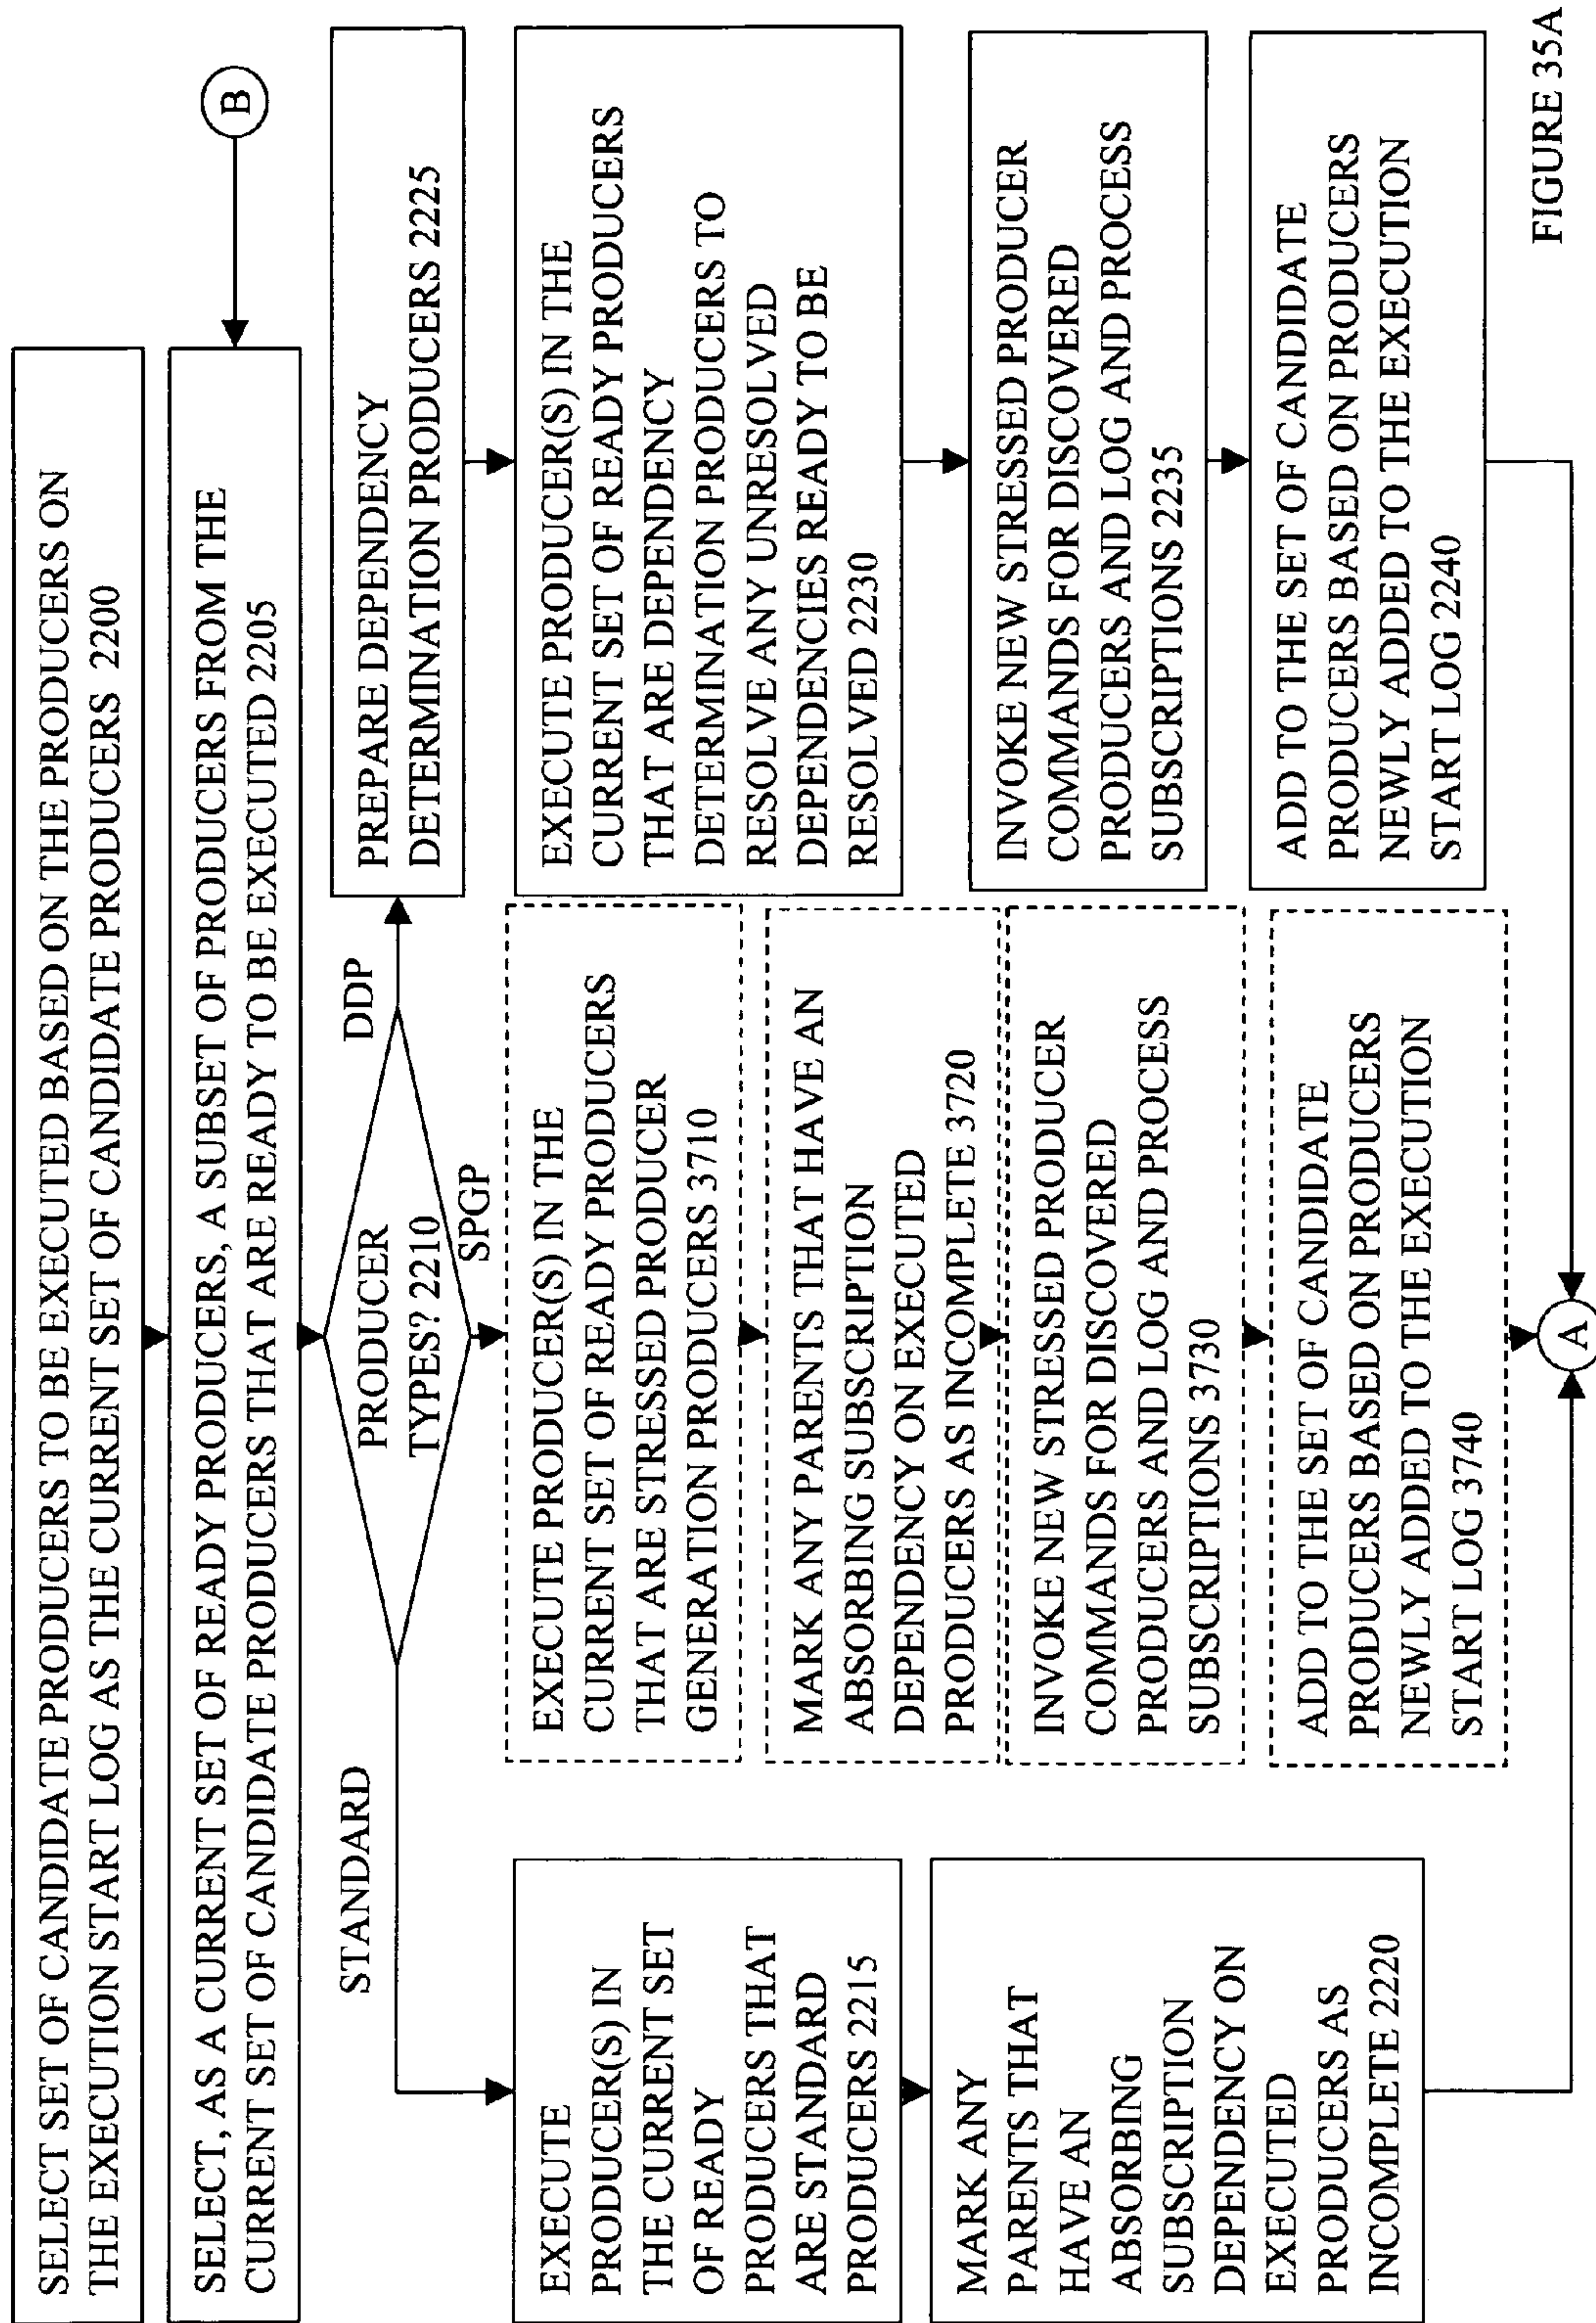 SELECT SET OF CANDIDATE PRODUCERS TO BE EXECUTED BASED ON THE PRODUCERS ON
THE EXECUTION START LOG AS THE CURRENT SET OF CANDIDATE PRODUCERS 2200
B
SELECT, AS A CURRENT SET OF READY PRODUCERS, A SUBSET OF PRODUCERS FROM THE
CURRENT SET OF CANDIDATE PRODUCERS THAT ARE READY TO BE EXECUTED 2205
PRODUCER
TYPES? 2210
STANDARD
EXECUTE
PRODUCER(S) IN
THE CURRENT SET
OF READY
PRODUCERS THAT
ARE STANDARD
PRODUCERS 2215
MARK ANY
PARENTS THAT
HAVE AN
ABSORBING
SUBSCRIPTION
DEPENDENCY ON
EXECUTED
PRODUCERS AS
INCOMPLETE 2220
SPGP
EXECUTE PRODUCER(S) IN THE
CURRENT SET OF READY PRODUCERS
THAT ARE STRESSED PRODUCER
GENERATION PRODUCERS 3710
MARK ANY PARENTS THAT HAVE AN
ABSORBING SUBSCRIPTION
DEPENDENCY ON EXECUTED
PRODUCERS AS INCOMPLETE 3720
INVOKE NEW STRESSED PRODUCER
COMMANDS FOR DISCOVERED
PRODUCERS AND LOG AND PROCESS
SUBSCRIPTIONS 3730
ADD TO THE SET OF CANDIDATE
PRODUCERS BASED ON PRODUCERS
NEWLY ADDED TO THE EXECUTION
START LOG 3740
DDP
PREPARE DEPENDENCY
DETERMINATION PRODUCERS 2225
EXECUTE PRODUCER(S) IN THE
CURRENT SET OF READY PRODUCERS
THAT ARE DEPENDENCY
DETERMINATION PRODUCERS TO
RESOLVE ANY UNRESOLVED
DEPENDENCIES READY TO BE
RESOLVED 2230
INVOKE NEW STRESSED PRODUCER
COMMANDS FOR DISCOVERED
PRODUCERS AND LOG AND PROCESS
SUBSCRIPTIONS 2235
ADD TO THE SET OF CANDIDATE
PRODUCERS BASED ON PRODUCERS
NEWLY ADDED TO THE EXECUTION
START LOG 2240
A
FIGURE 35A